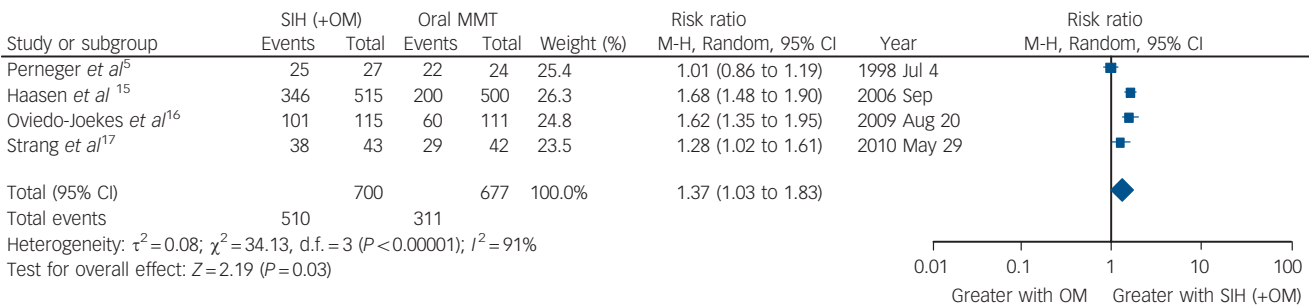 SIH (+OM) Oral MMT Risk ratio Risk ratio
Study or subgroup Events Total Events Total Weight (%) M-H, Random, 95% CI Year M-H, Random, 95% CI
Perneger et al5 25 27 22 24 25.4 1.01 (0.86 to 1.19) 1998 Jul 4
Haasen et al 15 346 515 200 500 26.3 1.68 (1.48 to 1.90) 2006 Sep
Oviedo-Joekes et al16 101 115 60 111 24.8 1.62 (1.35 to 1.95) 2009 Aug 20
Strang et al17 38 43 29 42 23.5 1.28 (1.02 to 1.61) 2010 May 29
Total (95% CI) 700 677 100.0% 1.37 (1.03 to 1.83)
Total events 510 311
Heterogeneity: τ2=0.08; χ2=34.13, d.f.=3 (P<0.00001); I2=91%
Test for overall effect: Z=2.19 (P=0.03)
0.01 0.1 1 10 100
Greater with OM Greater with SIH (+OM)